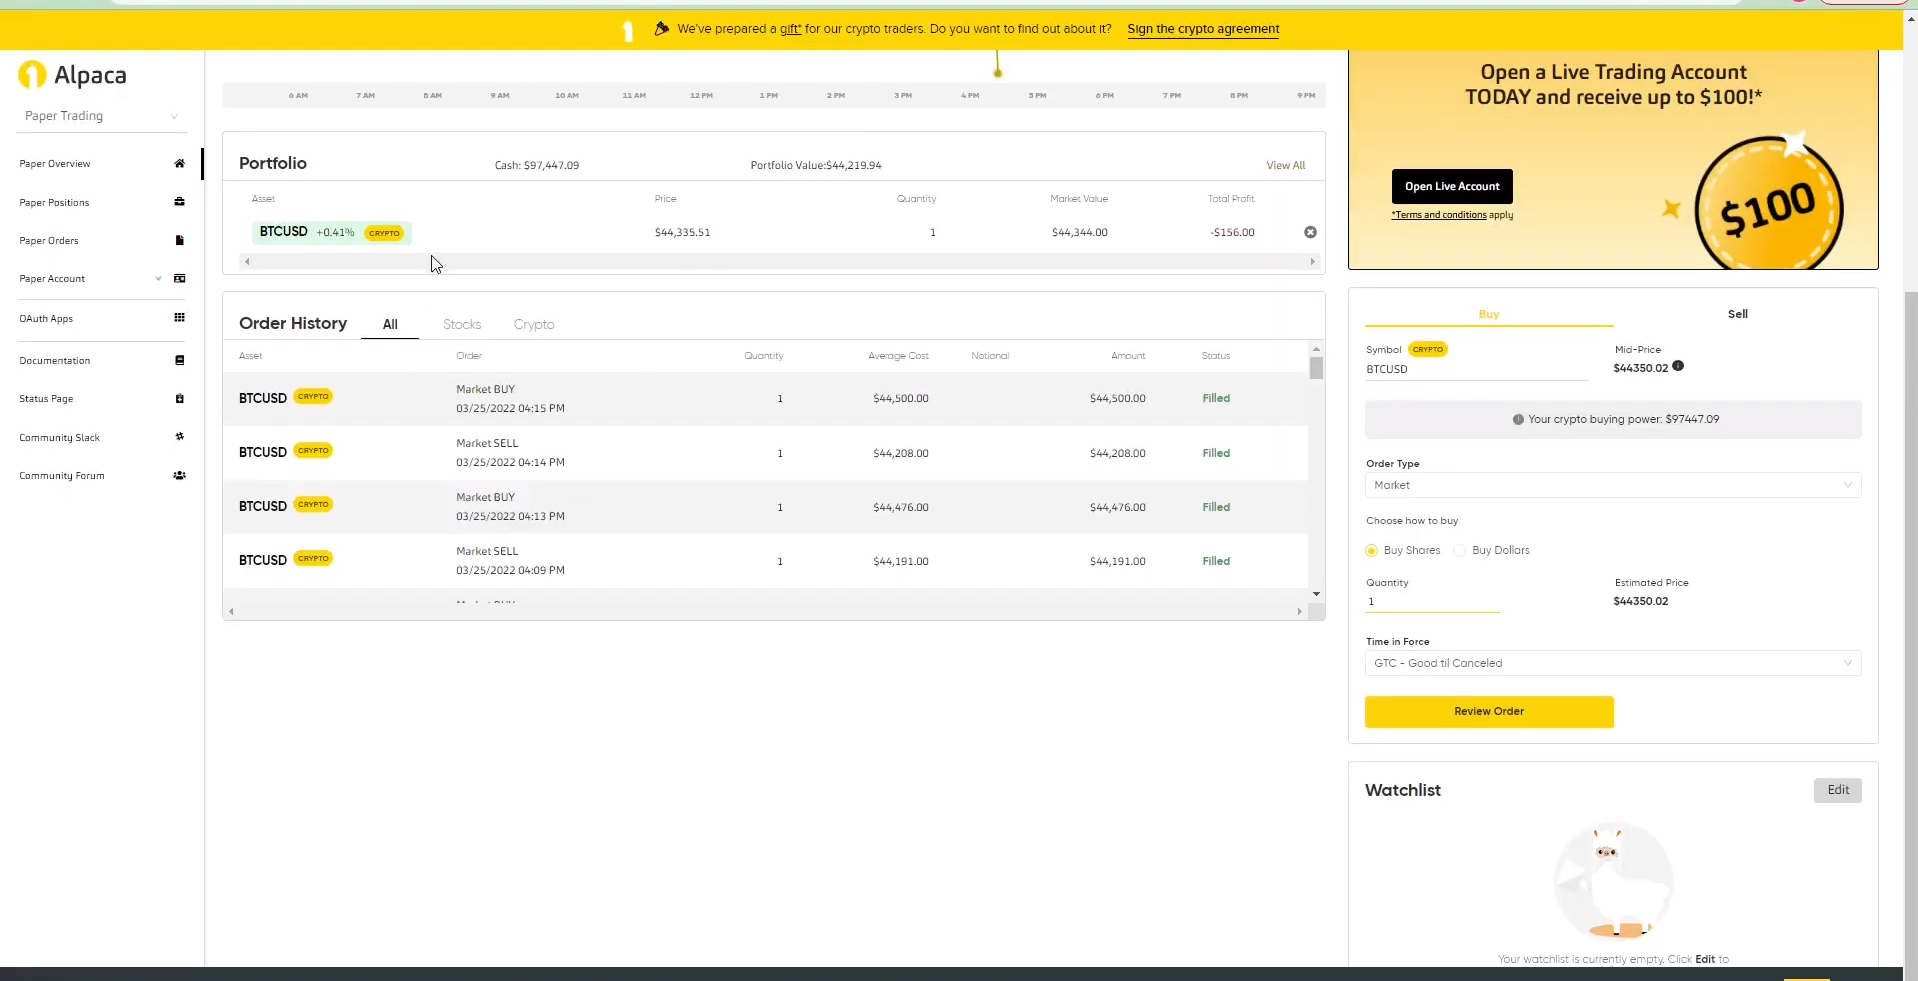 We've prepared a gift* for our crypto traders. Do you want to find out about it? Sign the crypto agreement
Alpaca
Paper Trading
Paper Overview
Paper Positions
Paper Orders
Paper Account
OAuth Apps
Documentation
Status Page
Community Slack
Community Forum
6 AM 7 AM 8 AM 9 AM 10 AM 11 AM 12 PM 1 PM 2 PM 3 PM 4 PM 5 PM 6 PM 7 PM 8 PM 9 PM
Portfolio Cash: $97,447.09 Portfolio Value:$44,219.94 View All
Asset Price Quantity Market Value Total Profit
BTCUSD +0.41% CRYPTO $44,335.51 1 $44,344.00 -$156.00
Order History All Stocks Crypto
Asset Order Quantity Average Cost Notional Amount Status
BTCUSD CRYPTO Market BUY 1 $44,500.00 $44,500.00 Filled
03/25/2022 04:15 PM
BTCUSD CRYPTO Market SELL 1 $44,208.00 $44,208.00 Filled
03/25/2022 04:14 PM
BTCUSD CRYPTO Market BUY 1 $44,476.00 $44,476.00 Filled
03/25/2022 04:13 PM
BTCUSD CRYPTO Market SELL 1 $44,191.00 $44,191.00 Filled
03/25/2022 04:09 PM
Open a Live Trading Account
TODAY and receive up to $100!*
Open Live Account
*Terms and conditions apply
$100
Buy Sell
Symbol CRYPTO Mid-Price
BTCUSD $44350.02
Your crypto buying power: $97447.09
Order Type
Market
Choose how to buy
Buy Shares Buy Dollars
Quantity Estimated Price
1 $44350.02
Time in Force
GTC - Good til Canceled
Review Order
Watchlist Edit
Your watchlist is currently empty. Click Edit to